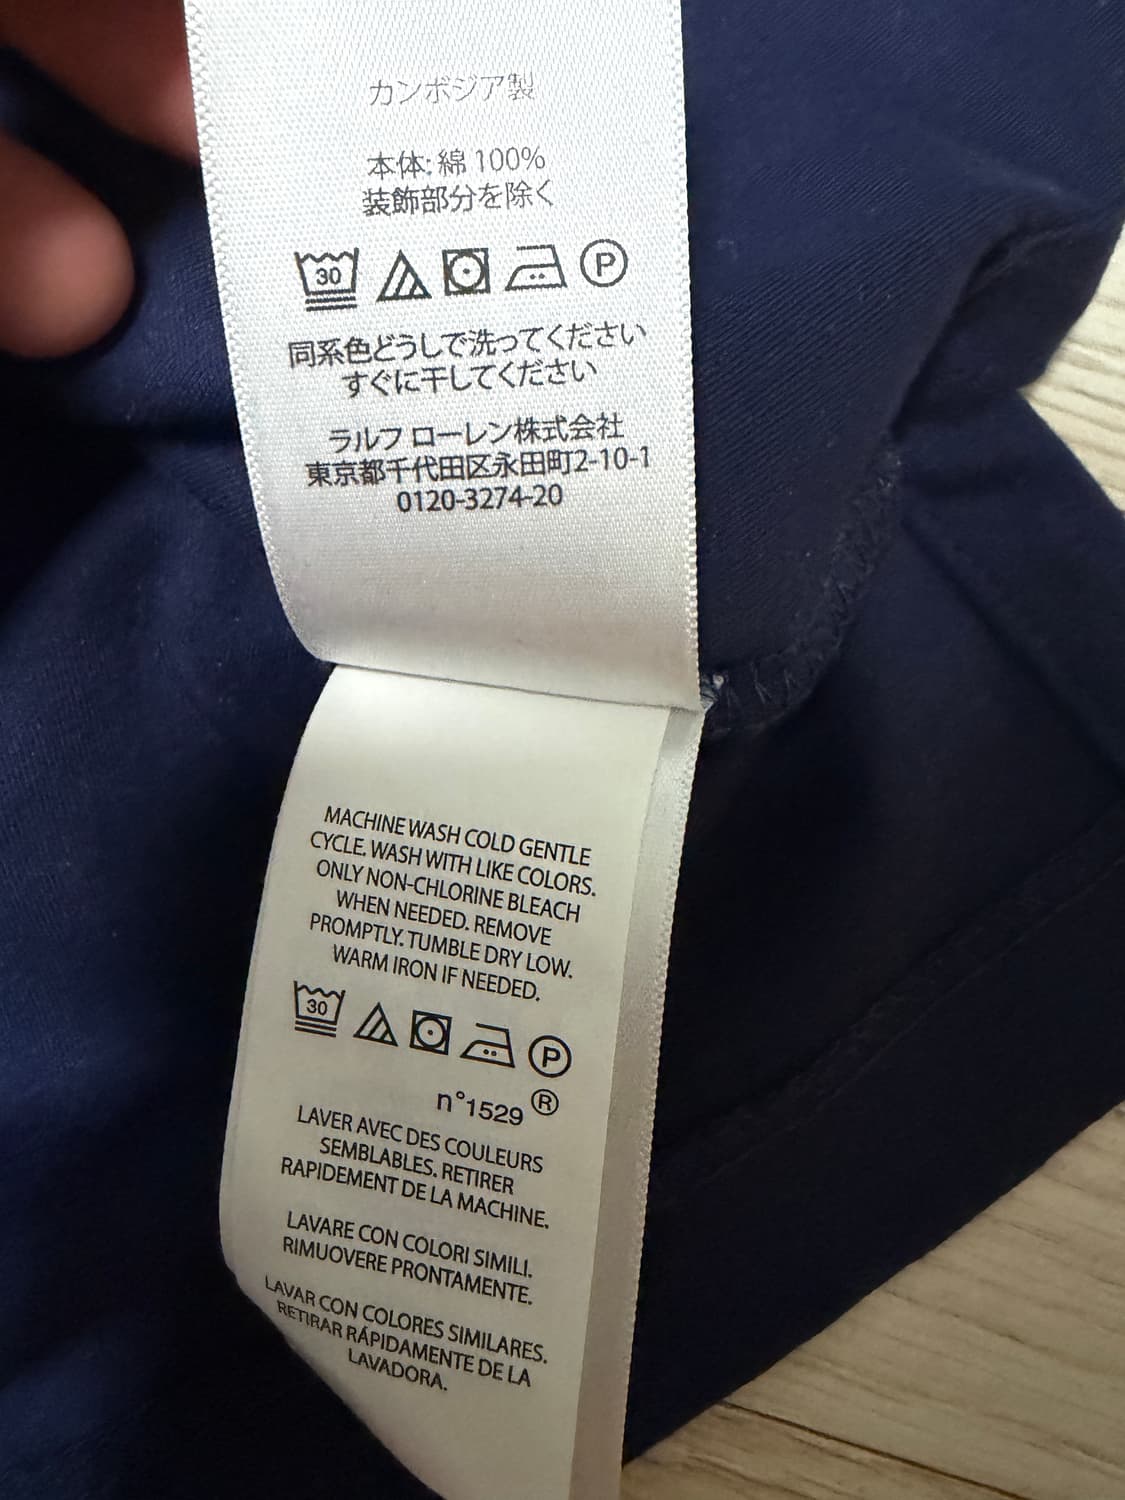 カンボジア製
本体: 綿 100%
装飾部分を除く
30 P
同系色どうしで洗ってください
すぐに干してください
ラルフ ローレン株式会社
東京都千代田区永田町2-10-1
0120-3274-20
MACHINE WASH COLD GENTLE
CYCLE. WASH WITH LIKE COLORS.
ONLY NON-CHLORINE BLEACH
WHEN NEEDED. REMOVE
PROMPTLY. TUMBLE DRY LOW.
WARM IRON IF NEEDED.
30 P
n°1529 ®
LAVER AVEC DES COULEURS
SEMBLABLES. RETIRER
RAPIDEMENT DE LA MACHINE.
LAVARE CON COLORI SIMILI.
RIMUOVERE PRONTAMENTE.
LAVAR CON COLORES SIMILARES.
RETIRAR RÁPIDAMENTE DE LA
LAVADORA.